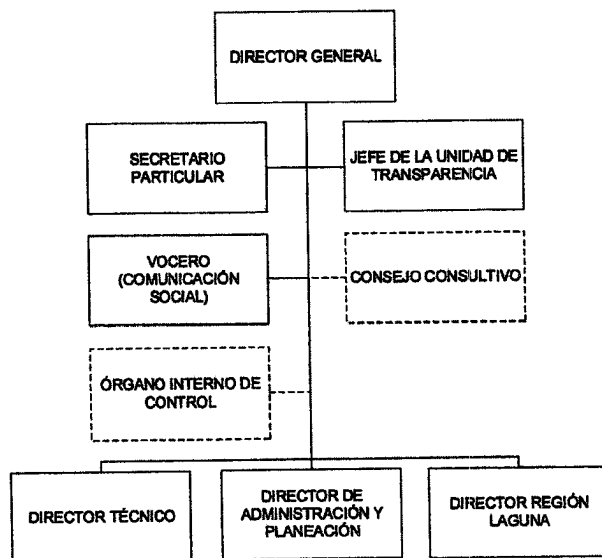 DIRECTOR GENERAL
SECRETARIO
PARTICULAR
JEFE DE LA UNIDAD DE
TRANSPARENCIA
VOCERO
(COMUNICACIÓN
SOCIAL)
CONSEJO CONSULTIVO
ÓRGANO INTERNO DE
CONTROL
DIRECTOR TÉCNICO
DIRECTOR DE
ADMINISTRACIÓN Y
PLANEACIÓN
DIRECTOR REGIÓN
LAGUNA